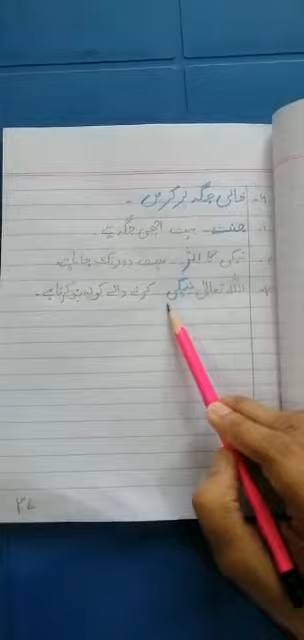 خالی جگہ پر کریں۔
جنت بہت اچھی جگہ ہے۔
نیکی کا اثر بہت دور تک جاتا ہے
اللہ تعالٰی نیکی کرنے والے کو پسند کرتا ہے۔